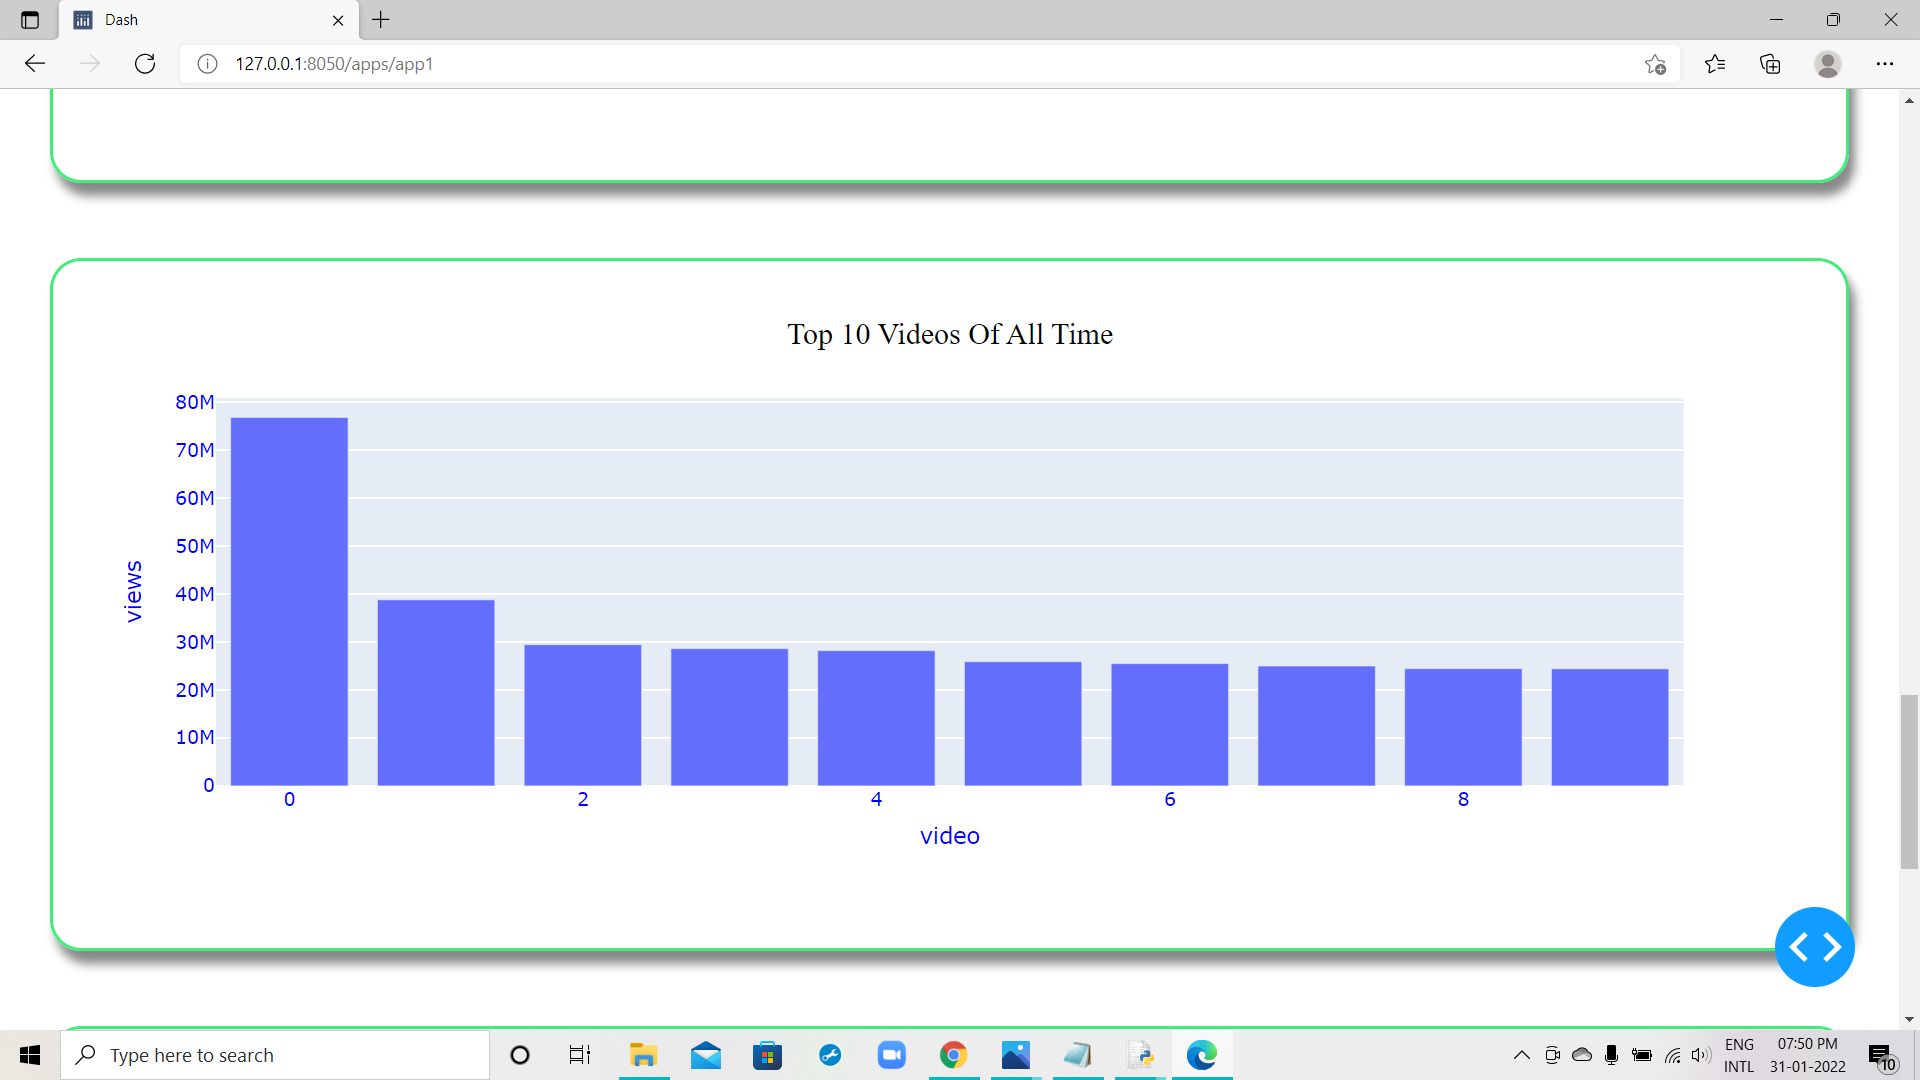 Dash
127.0.0.1:8050/apps/app1
Top 10 Videos Of All Time
80M
70M
60M
50M
40M
30M
20M
10M
0
views
0 2 4 6 8
video
Type here to search
ENG
INTL
07:50 PM
31-01-2022
10